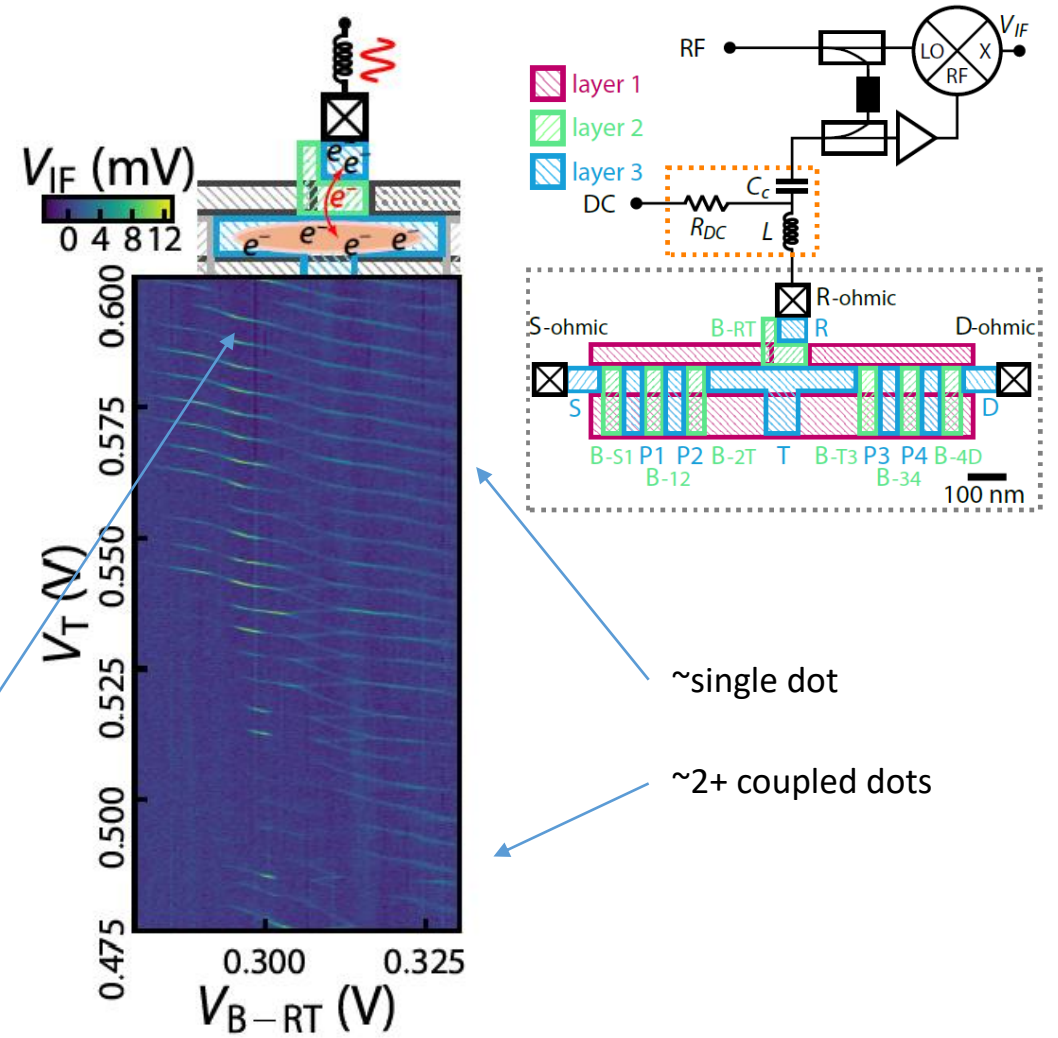 V_IF (mV)
0 4 8 12
e⁻
e⁻
e⁻
e⁻ e⁻ e⁻ e⁻
0.600
0.575
0.550
0.525
0.500
0.475
V_T (V)
0.300 0.325
V_B−RT (V)
RF
LO X
RF
V_IF
layer 1
layer 2
layer 3
DC
R_DC
C_c
L
R-ohmic
S-ohmic
B-RT R
D-ohmic
S
D
B-S1 P1 P2 B-2T T B-T3 P3 P4 B-4D
B-12 B-34
100 nm
~single dot
~2+ coupled dots